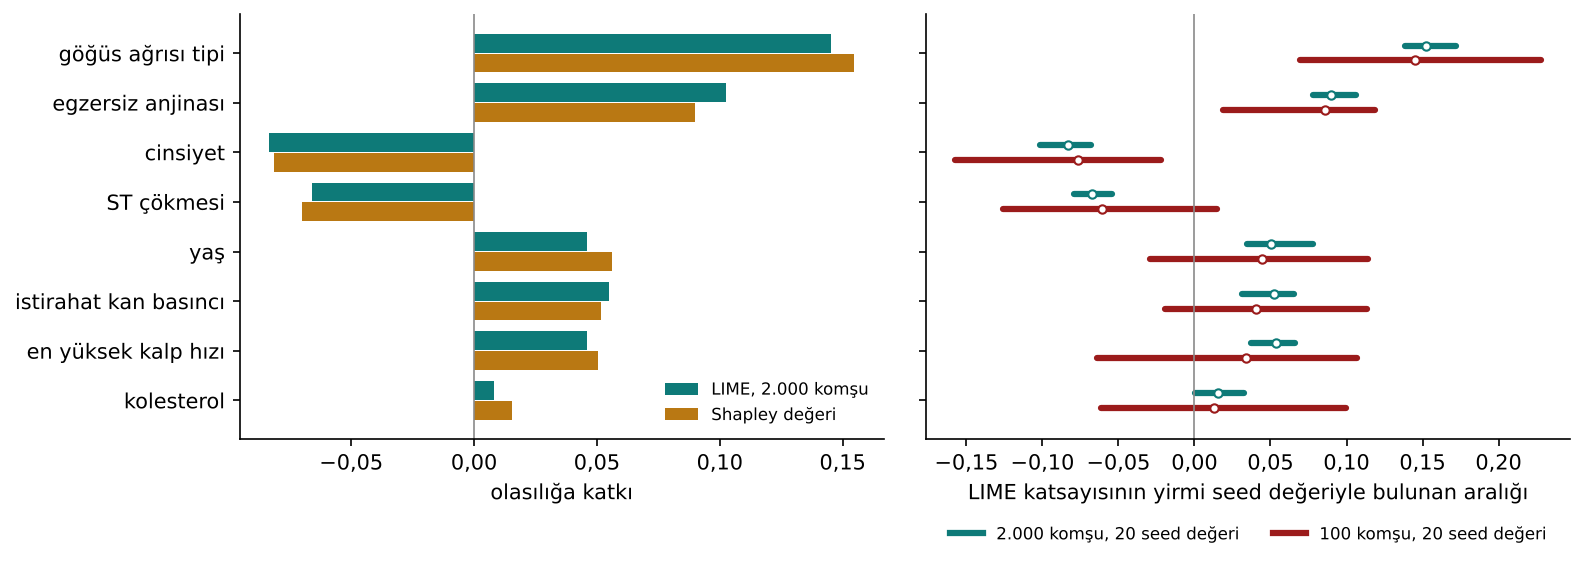 göğüs ağrısı tipi
egzersiz anjinası
cinsiyet
ST çökmesi
yaş
istirahat kan basıncı
en yüksek kalp hızı
kolesterol
LIME, 2.000 komşu
Shapley değeri
−0,05 0,00 0,05 0,10 0,15
olasılığa katkı
−0,15 −0,10 −0,05 0,00 0,05 0,10 0,15 0,20
LIME katsayısının yirmi seed değeriyle bulunan aralığı
2.000 komşu, 20 seed değeri 100 komşu, 20 seed değeri